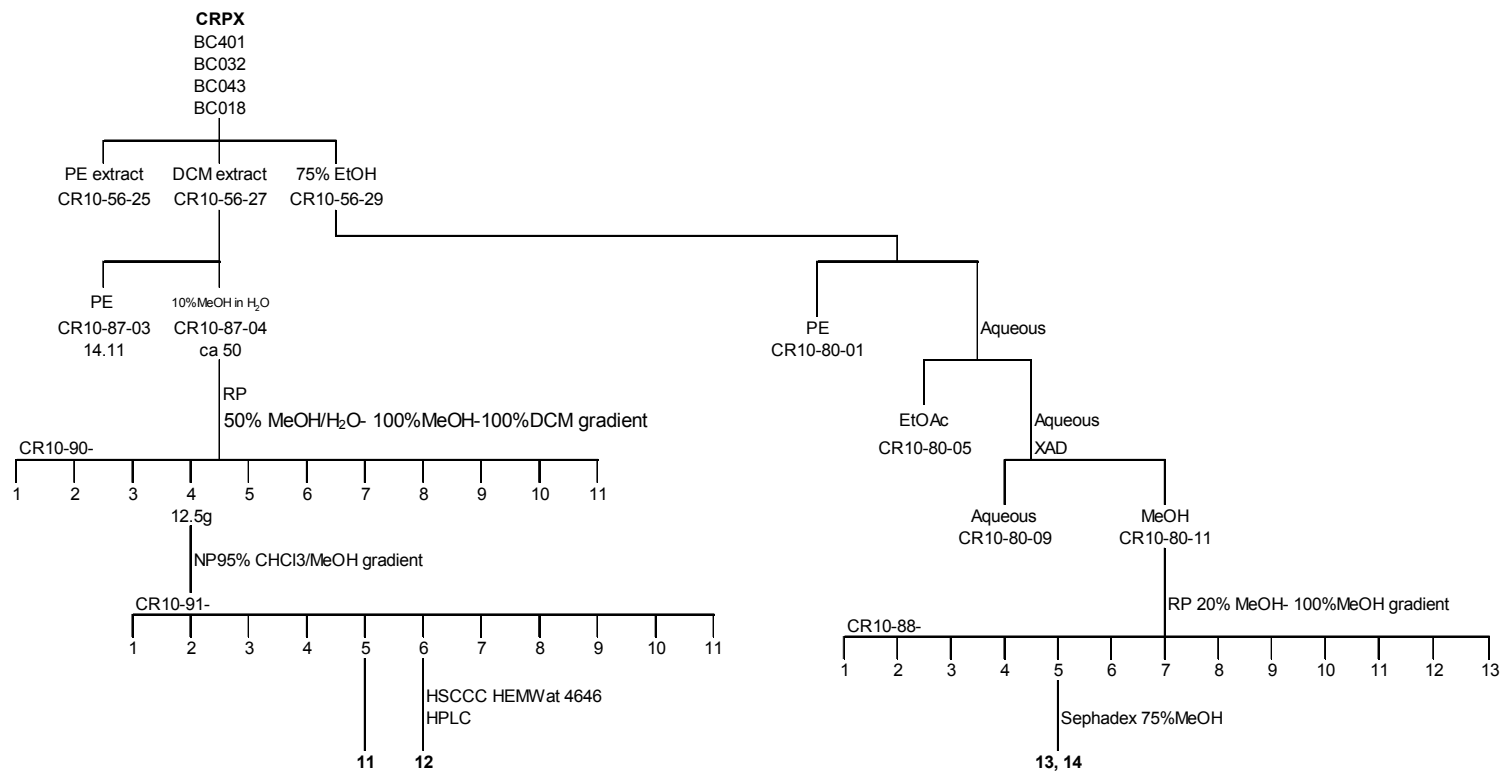 CRPX
BC401
BC032
BC043
BC018
PE extract
CR10-56-25
DCM extract
CR10-56-27
75% EtOH
CR10-56-29
PE
CR10-87-03
14.11
10%MeOH in H₂O
CR10-87-04
ca 50
PE
CR10-80-01
Aqueous
RP
50% MeOH/H₂O- 100%MeOH-100%DCM gradient
EtOAc
CR10-80-05
Aqueous
XAD
CR10-90-
1 2 3 4 5 6 7 8 9 10 11
12.5g
Aqueous
CR10-80-09
MeOH
CR10-80-11
NP95% CHCl3/MeOH gradient
RP 20% MeOH- 100%MeOH gradient
CR10-91-
1 2 3 4 5 6 7 8 9 10 11
CR10-88-
1 2 3 4 5 6 7 8 9 10 11 12 13
HSCCC HEMWat 4646
HPLC
Sephadex 75%MeOH
11 12
13, 14